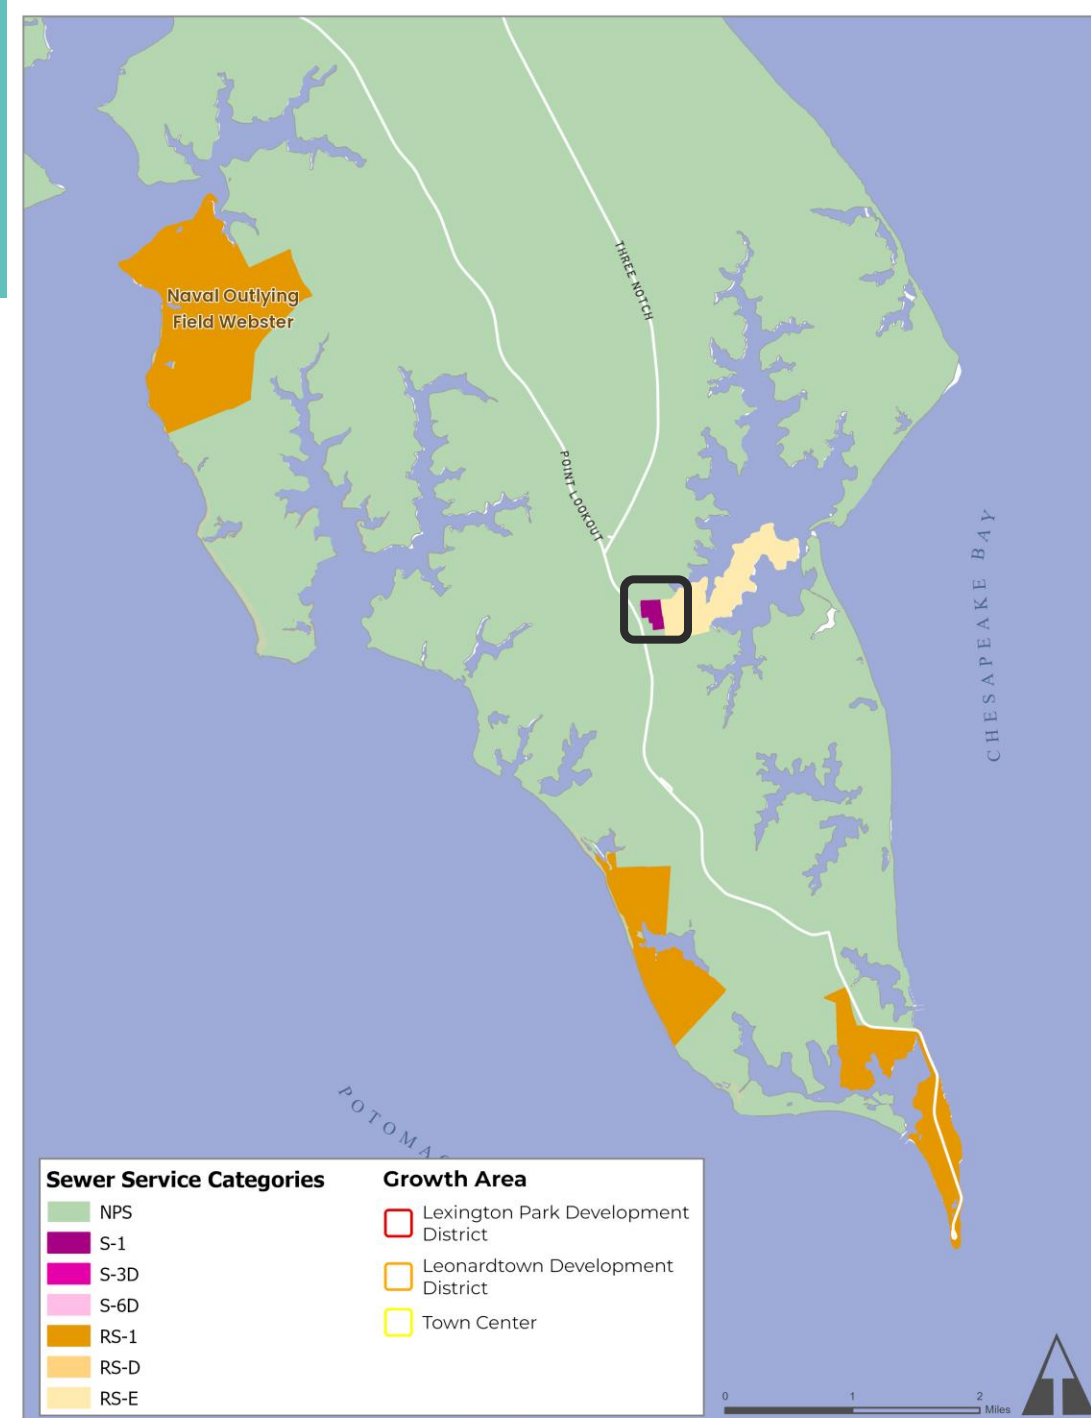 Naval Outlying
Field Webster
THREE NOTCH
POINT LOOKOUT
CHESAPEAKE BAY
POTOMAC
Sewer Service Categories
NPS
S-1
S-3D
S-6D
RS-1
RS-D
RS-E
Growth Area
Lexington Park Development
District
Leonardtown Development
District
Town Center
0 1 2
Miles